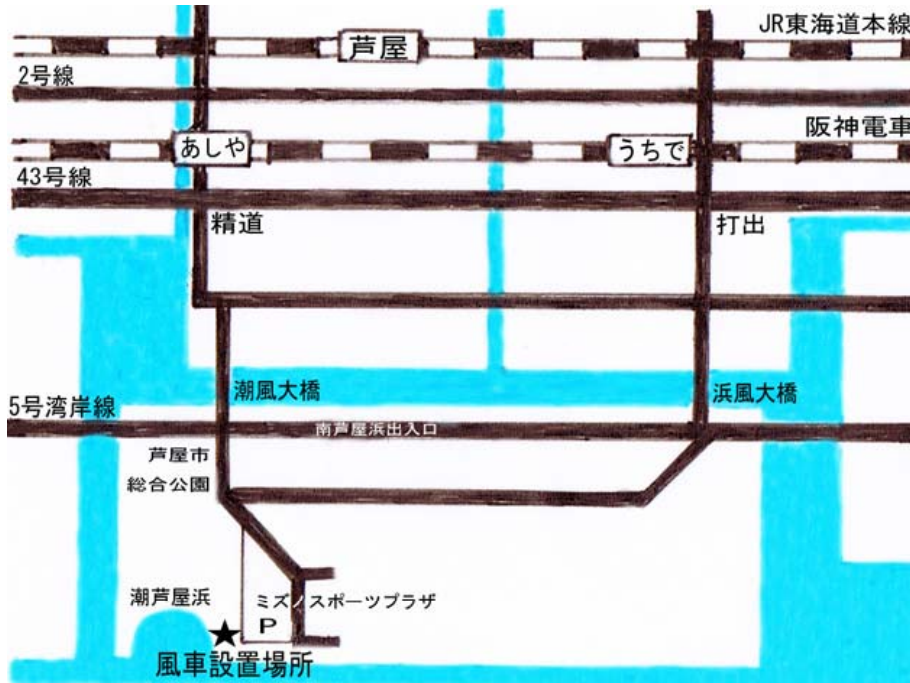 JR東海道本線
芦屋
2号線
阪神電車
あしや
うちで
43号線
精道
打出
潮風大橋
浜風大橋
5号湾岸線
南芦屋浜出入口
芦屋市
総合公園
潮芦屋浜
ミズノスポーツプラザ
P
★
風車設置場所